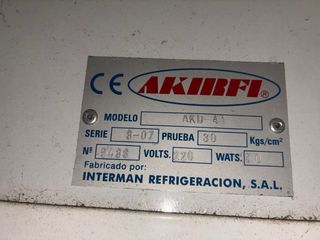 CE AKIRFI ®
MODELO AKD-41
SERIE 8-07 PRUEBA 30 Kgs/cm²
Nº VOLTS. 220 WATS.
Fabricado por:
INTERMAN REFRIGERACION, S.A.L.